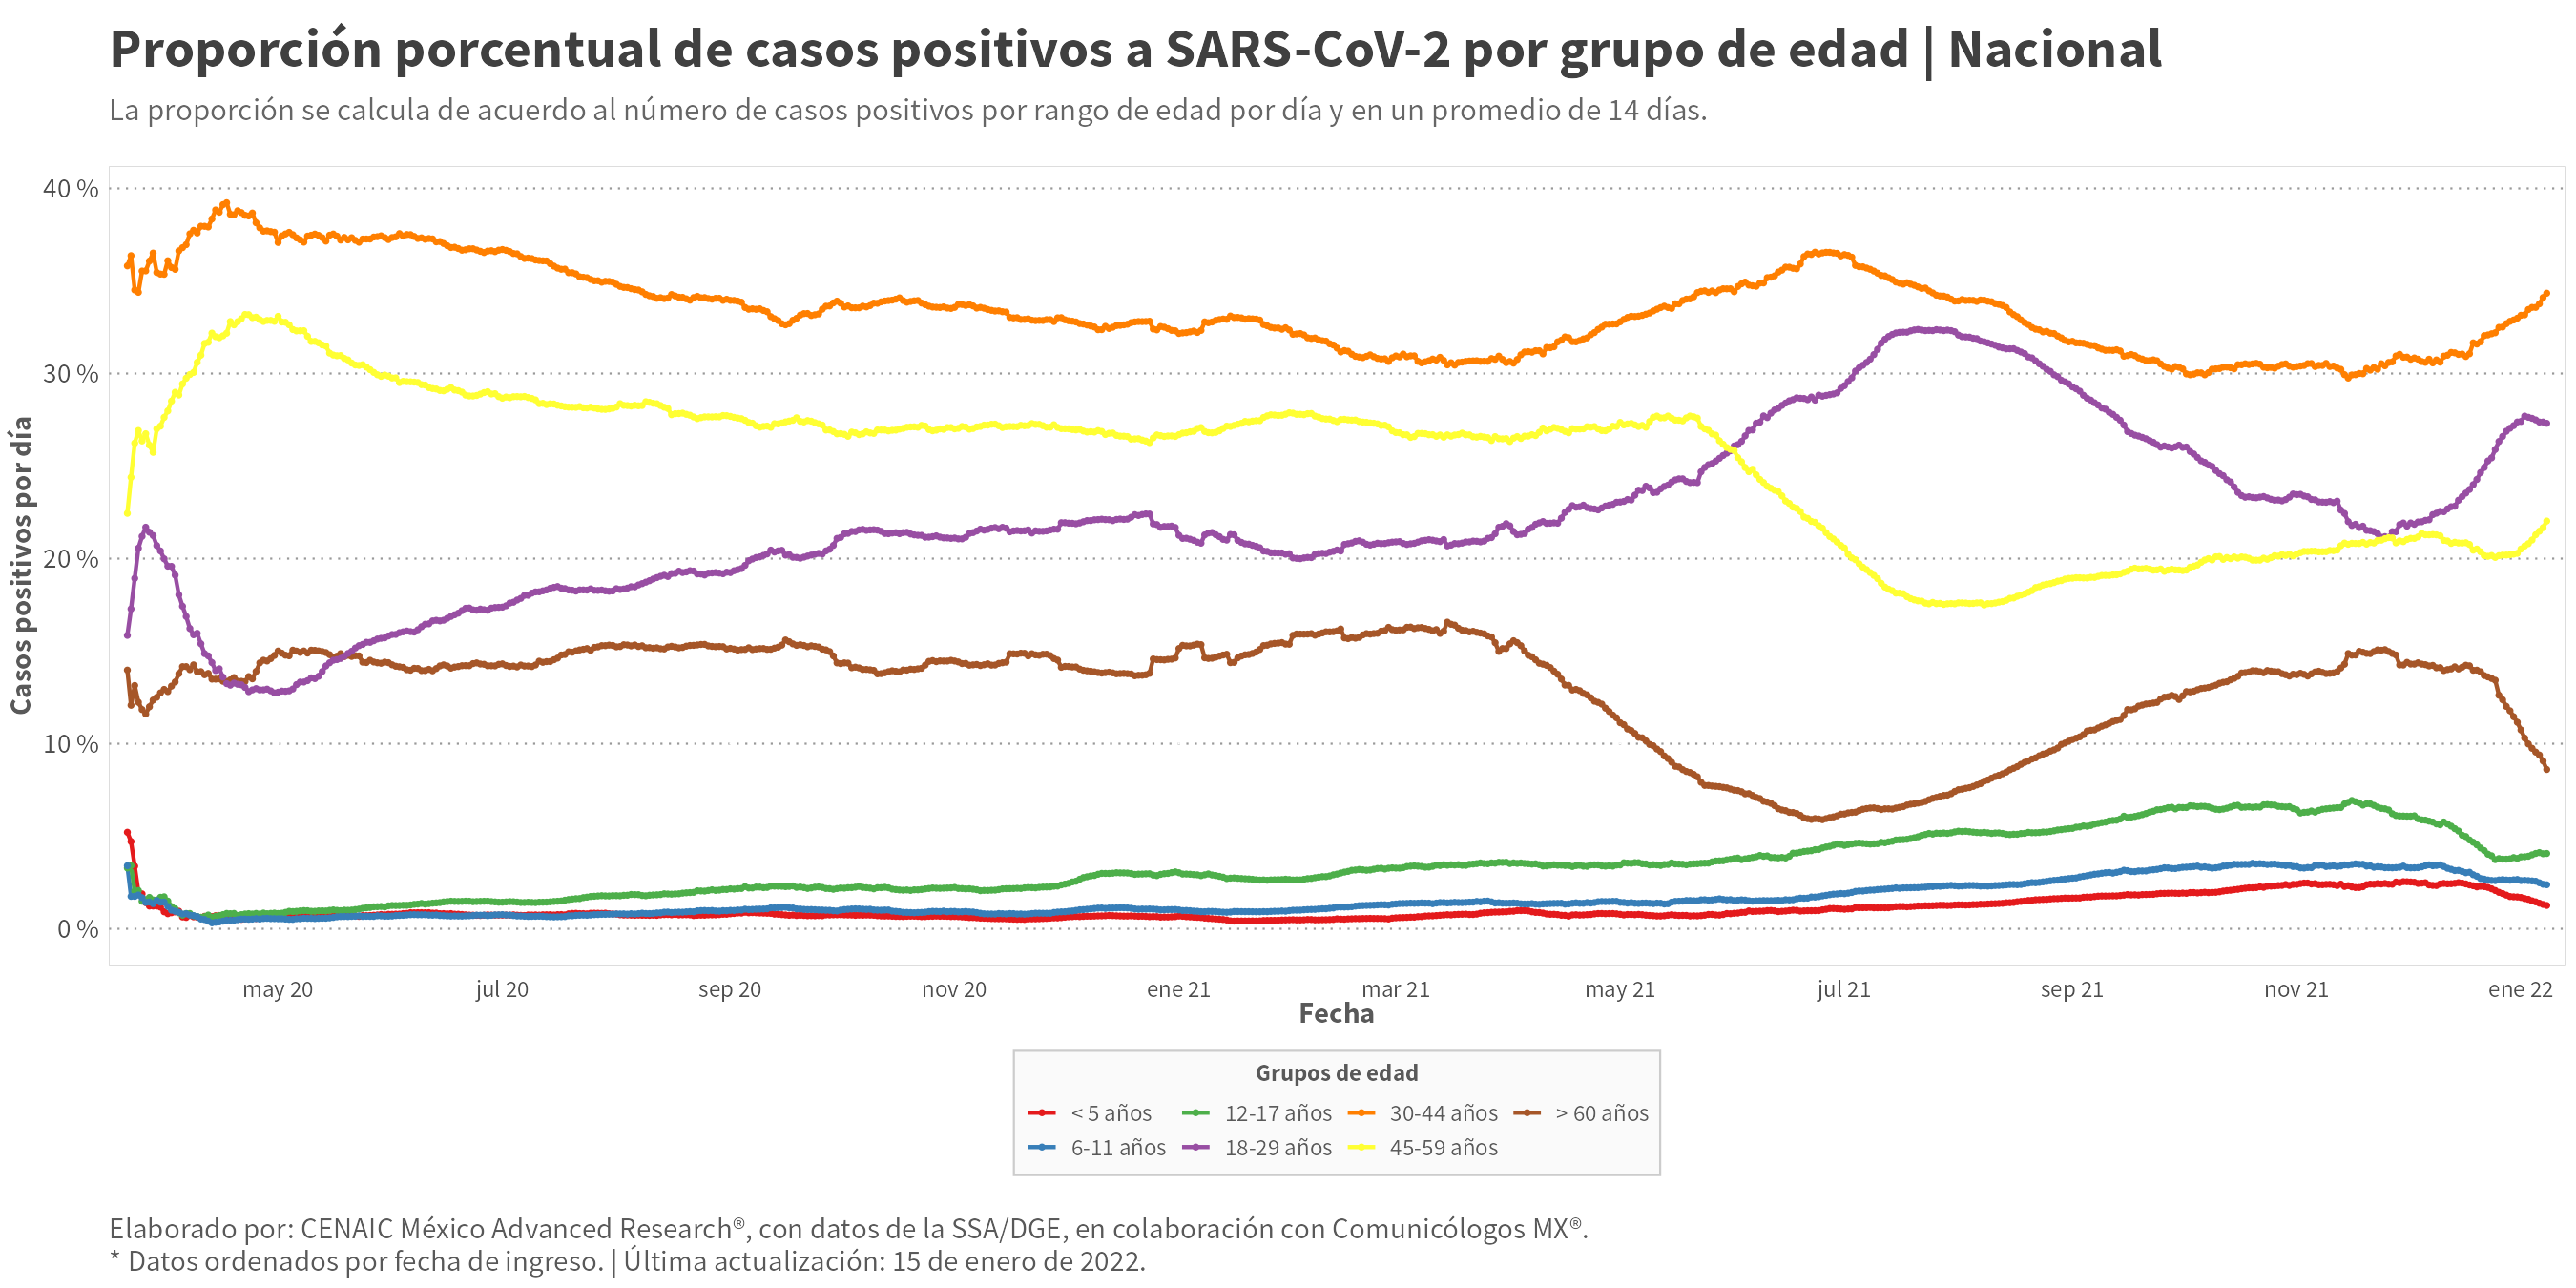 Proporción porcentual de casos positivos a SARS-CoV-2 por grupo de edad | Nacional
La proporción se calcula de acuerdo al número de casos positivos por rango de edad por día y en un promedio de 14 días.
Casos positivos por día
40 %
30 %
20 %
10 %
0 %
may 20 jul 20 sep 20 nov 20 ene 21 mar 21 may 21 jul 21 sep 21 nov 21 ene 22
Fecha
Grupos de edad
< 5 años 12-17 años 30-44 años > 60 años
6-11 años 18-29 años 45-59 años
Elaborado por: CENAIC México Advanced Research®, con datos de la SSA/DGE, en colaboración con Comunicólogos MX®.
* Datos ordenados por fecha de ingreso. | Última actualización: 15 de enero de 2022.